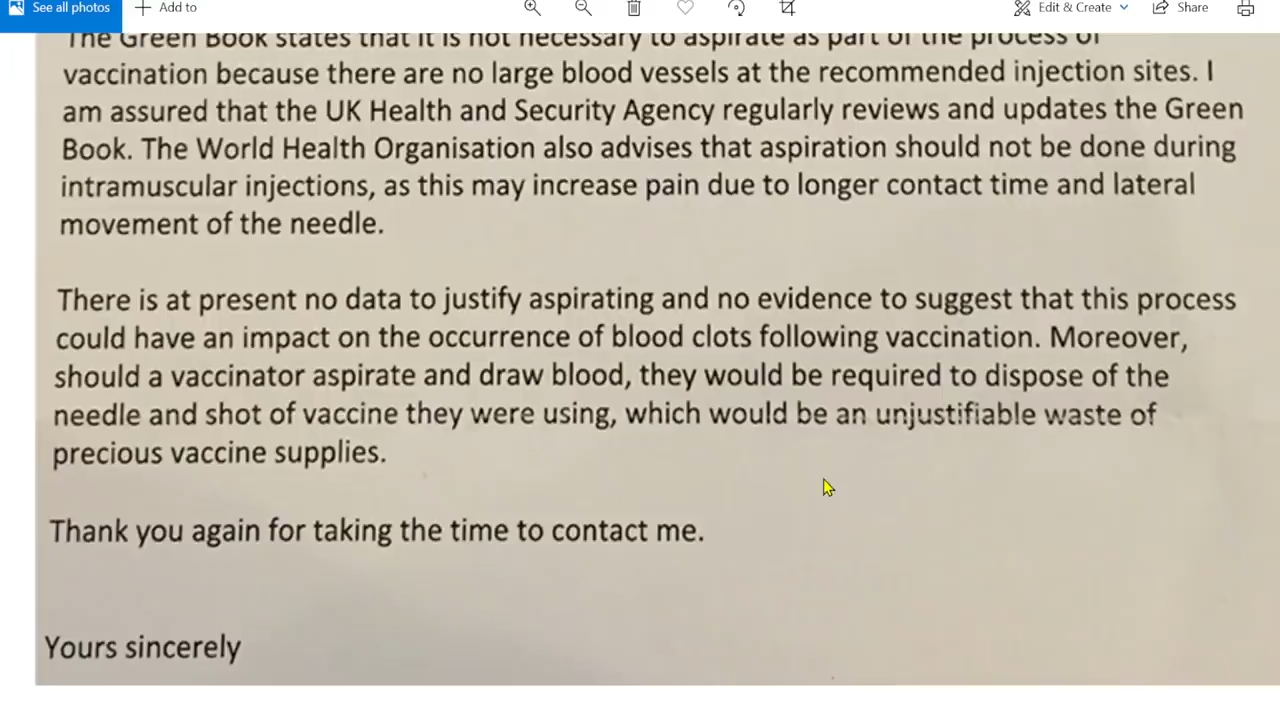 See all photos
Add to
Edit & Create
Share
The Green Book states that it is not necessary to aspirate as part of the process of
vaccination because there are no large blood vessels at the recommended injection sites. I
am assured that the UK Health and Security Agency regularly reviews and updates the Green
Book. The World Health Organisation also advises that aspiration should not be done during
intramuscular injections, as this may increase pain due to longer contact time and lateral
movement of the needle.
There is at present no data to justify aspirating and no evidence to suggest that this process
could have an impact on the occurrence of blood clots following vaccination. Moreover,
should a vaccinator aspirate and draw blood, they would be required to dispose of the
needle and shot of vaccine they were using, which would be an unjustifiable waste of
precious vaccine supplies.
Thank you again for taking the time to contact me.
Yours sincerely